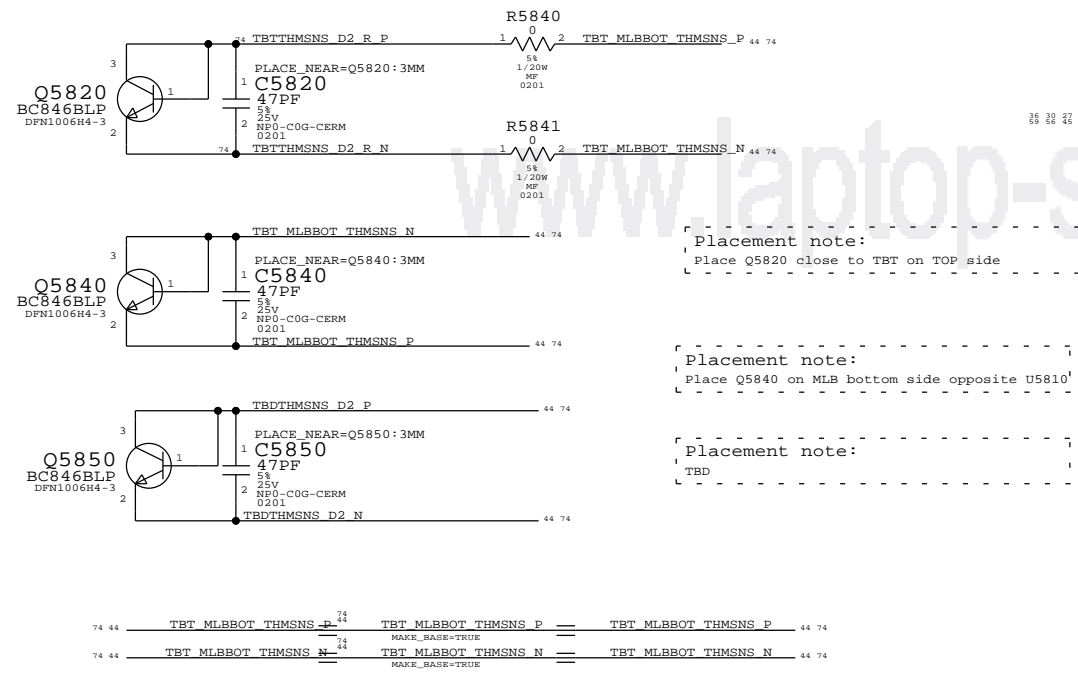 R5840
0
74 TBTTHMSNS_D2_R_P 1 2 TBT_MLBBOT_THMSNS_P 44 74
5%
1/20W
MF
0201
3
PLACE_NEAR=Q5820:3MM
1 C5820
Q5820 1 47PF
BC846BLP 5%
DFN1006H4-3 25V
2 2 NP0-C0G-CERM
0201
36 30 27
59 56 45
R5841
0
74 TBTTHMSNS_D2_R_N 1 2 TBT_MLBBOT_THMSNS_N 44 74
5%
1/20W
MF
0201
www.laptop-s
TBT_MLBBOT_THMSNS_N 44 74
3
PLACE_NEAR=Q5840:3MM
1 C5840
Q5840 1 47PF
BC846BLP 5%
DFN1006H4-3 25V
2 2 NP0-C0G-CERM
0201
TBT_MLBBOT_THMSNS_P 44 74
Placement note:
Place Q5820 close to TBT on TOP side
Placement note:
Place Q5840 on MLB bottom side opposite U5810
TBDTHMSNS_D2_P 44 74
3
PLACE_NEAR=Q5850:3MM
1 C5850
Q5850 1 47PF
BC846BLP 5%
DFN1006H4-3 25V
2 2 NP0-C0G-CERM
0201
TBDTHMSNS_D2_N 44 74
Placement note:
TBD
74 44 TBT_MLBBOT_THMSNS_P 74 44 TBT_MLBBOT_THMSNS_P TBT_MLBBOT_THMSNS_P 44 74
MAKE_BASE=TRUE
74 44 TBT_MLBBOT_THMSNS_N 74 44 TBT_MLBBOT_THMSNS_N TBT_MLBBOT_THMSNS_N 44 74
MAKE_BASE=TRUE